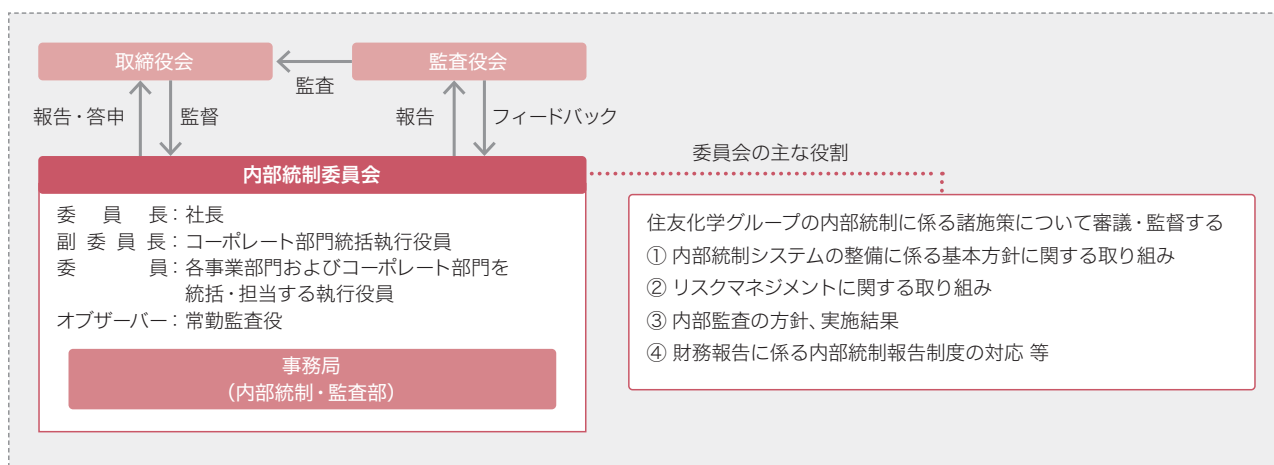 取締役会
監査役会
監査
報告・答申
監督
報告
フィードバック
内部統制委員会
委員長：社長
副委員長：コーポレート部門統括執行役員
委員：各事業部門およびコーポレート部門を
統括・担当する執行役員
オブザーバー：常勤監査役
事務局
（内部統制・監査部）
委員会の主な役割
住友化学グループの内部統制に係る諸施策について審議・監督する
① 内部統制システムの整備に係る基本方針に関する取り組み
② リスクマネジメントに関する取り組み
③ 内部監査の方針、実施結果
④ 財務報告に係る内部統制報告制度の対応 等